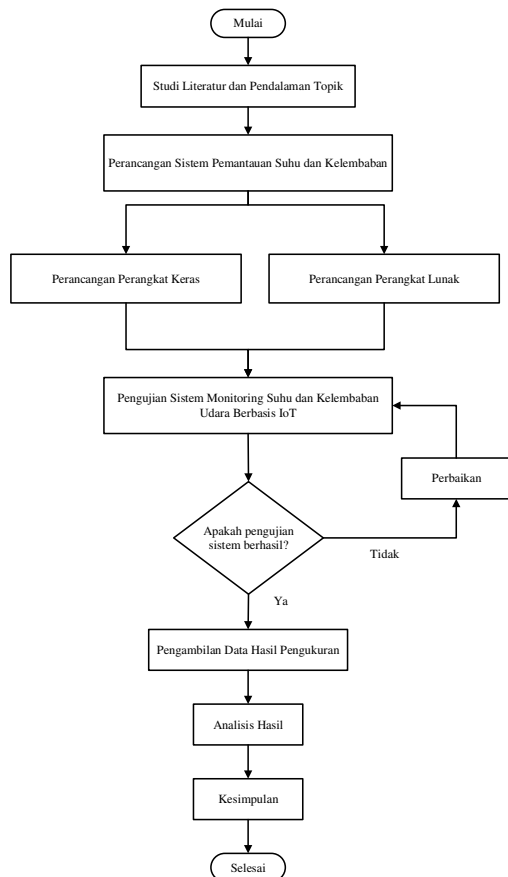 Mulai
Studi Literatur dan Pendalaman Topik
Perancangan Sistem Pemantauan Suhu dan Kelembaban
Perancangan Perangkat Keras
Perancangan Perangkat Lunak
Pengujian Sistem Monitoring Suhu dan Kelembaban
Udara Berbasis IoT
Perbaikan
Apakah pengujian
sistem berhasil?
Tidak
Ya
Pengambilan Data Hasil Pengukuran
Analisis Hasil
Kesimpulan
Selesai